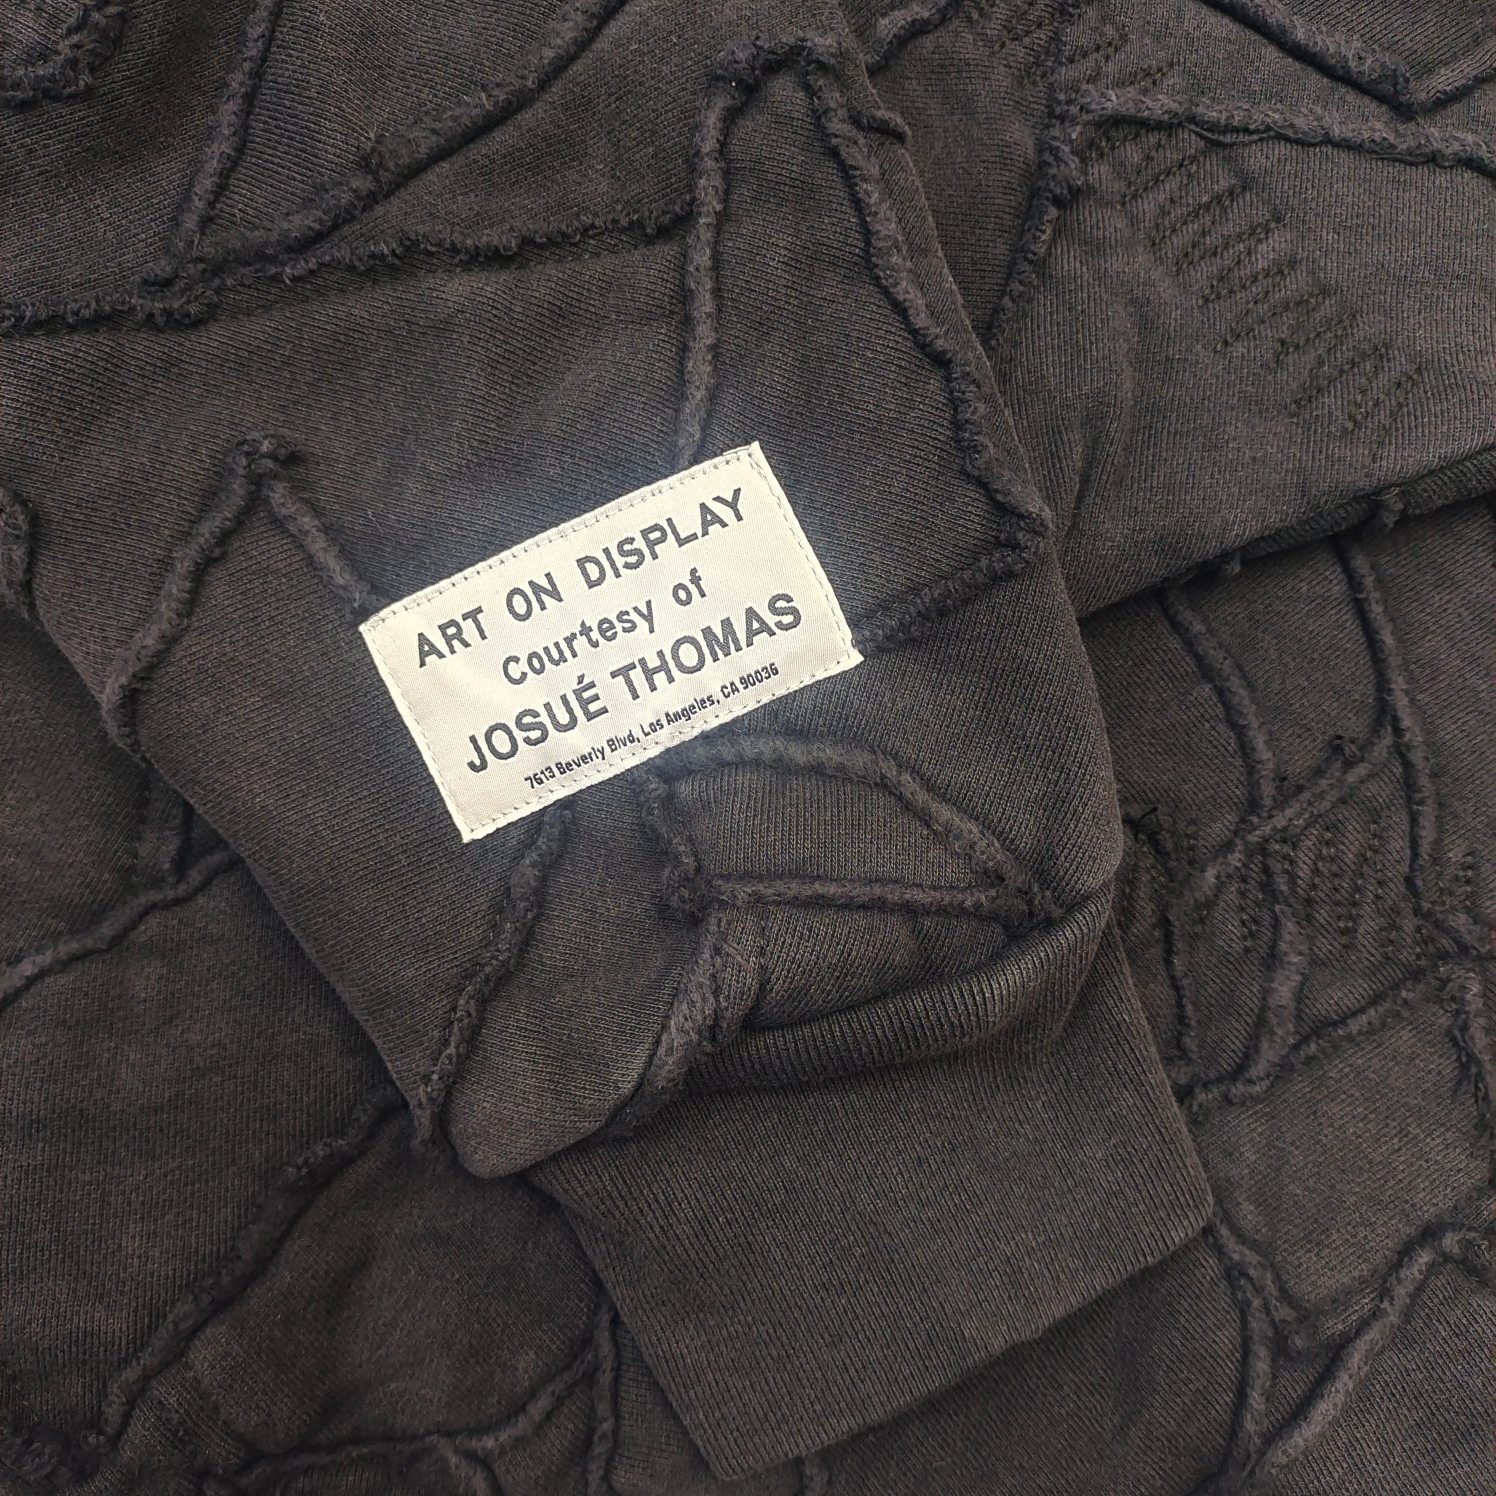 ART ON DISPLAY
Courtesy of
JOSUÉ THOMAS
7613 Beverly Blvd, Los Angeles, CA 90036